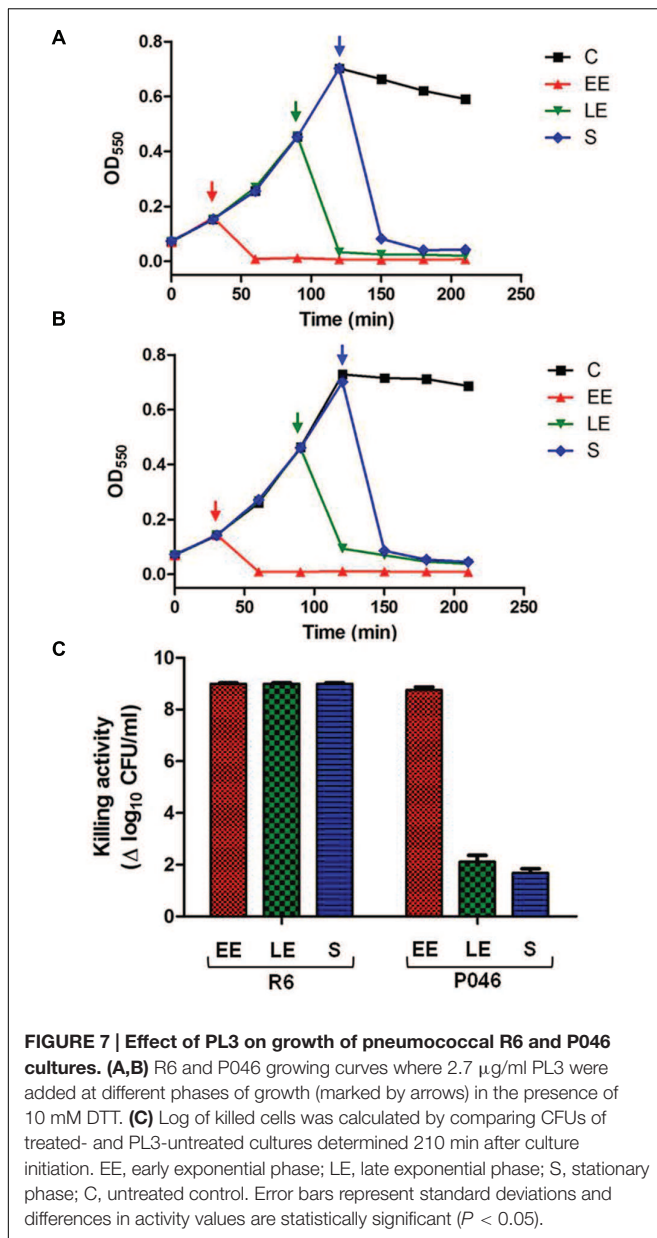 A
0.8
0.6
0.4
0.2
0.0
OD550
0
50
100
150
200
250
Time (min)
C
EE
LE
S
B
0.8
0.6
0.4
0.2
0.0
OD550
0
50
100
150
200
250
Time (min)
C
EE
LE
S
C
10
8
6
4
2
0
Killing activity
(Δ log10 CFU/ml)
EE LE S EE LE S
R6 P046
FIGURE 7 | Effect of PL3 on growth of pneumococcal R6 and P046
cultures. (A,B) R6 and P046 growing curves where 2.7 μg/ml PL3 were
added at different phases of growth (marked by arrows) in the presence of
10 mM DTT. (C) Log of killed cells was calculated by comparing CFUs of
treated- and PL3-untreated cultures determined 210 min after culture
initiation. EE, early exponential phase; LE, late exponential phase; S, stationary
phase; C, untreated control. Error bars represent standard deviations and
differences in activity values are statistically significant (P < 0.05).